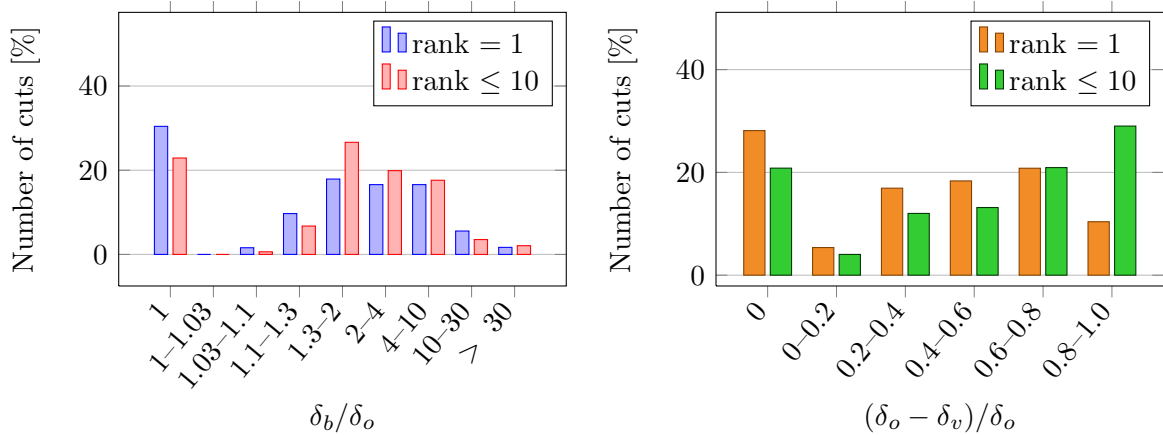 Number of cuts [%]
40
20
0
rank = 1
rank ≤ 10
1
1–1.03
1.03–1.1
1.1–1.3
1.3–2
2–4
4–10
10–30
> 30
δ_b/δ_o
Number of cuts [%]
40
20
0
rank = 1
rank ≤ 10
0
0–0.2
0.2–0.4
0.4–0.6
0.6–0.8
0.8–1.0
(δ_o − δ_v)/δ_o